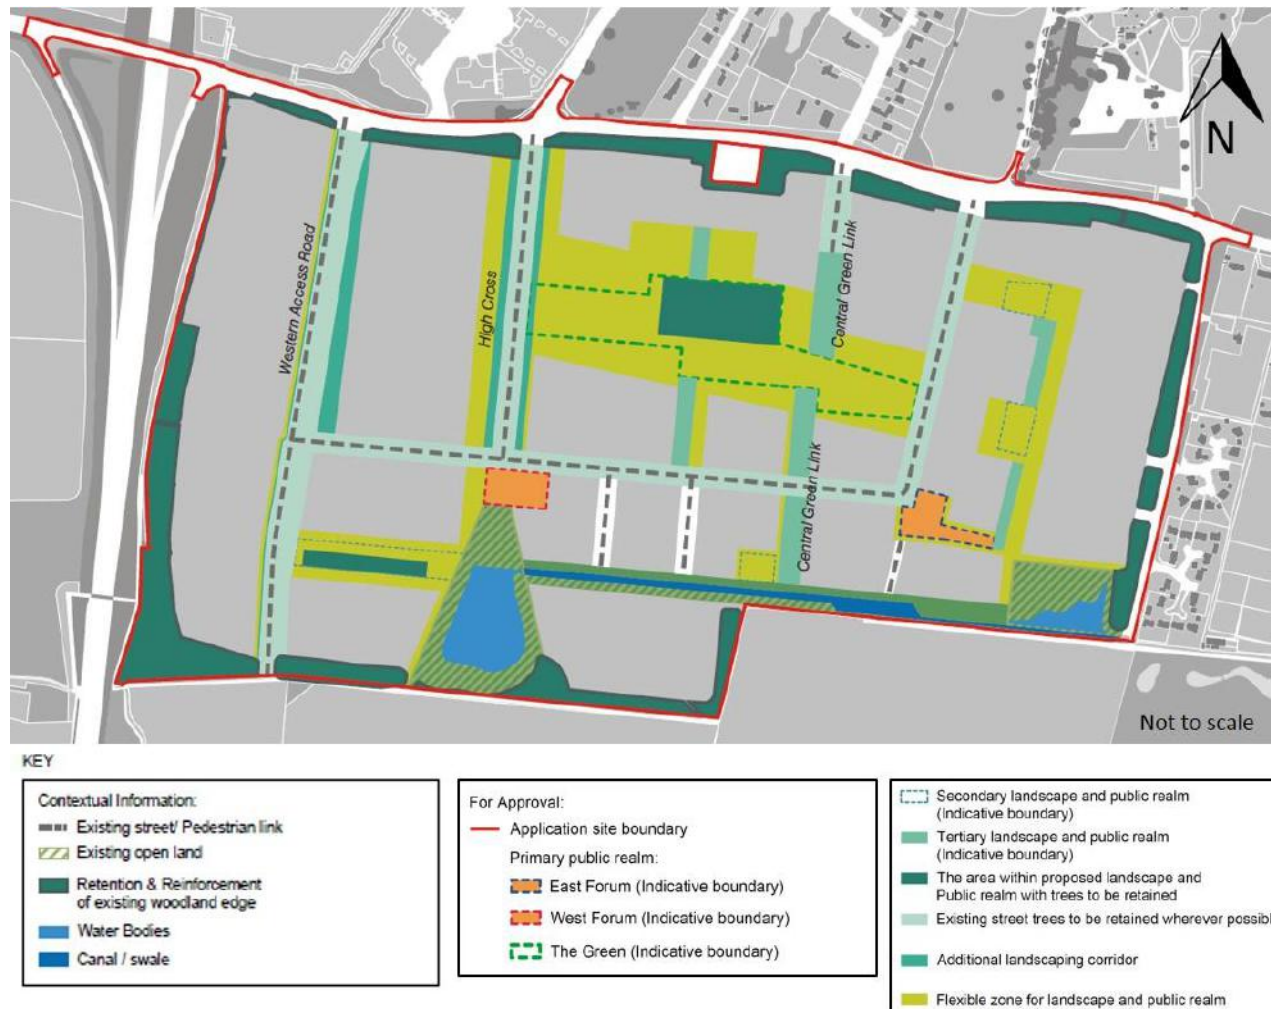 N
Western Access Road
High Cross
Central Green Link
Central Green Link
Not to scale
KEY
Contextual Information:
Existing street/ Pedestrian link
Existing open land
Retention & Reinforcement
of existing woodland edge
Water Bodies
Canal / swale
For Approval:
Application site boundary
Primary public realm:
East Forum (Indicative boundary)
West Forum (Indicative boundary)
The Green (Indicative boundary)
Secondary landscape and public realm
(Indicative boundary)
Tertiary landscape and public realm
(Indicative boundary)
The area within proposed landscape and
Public realm with trees to be retained
Existing street trees to be retained wherever possibl
Additional landscaping corridor
Flexible zone for landscape and public realm